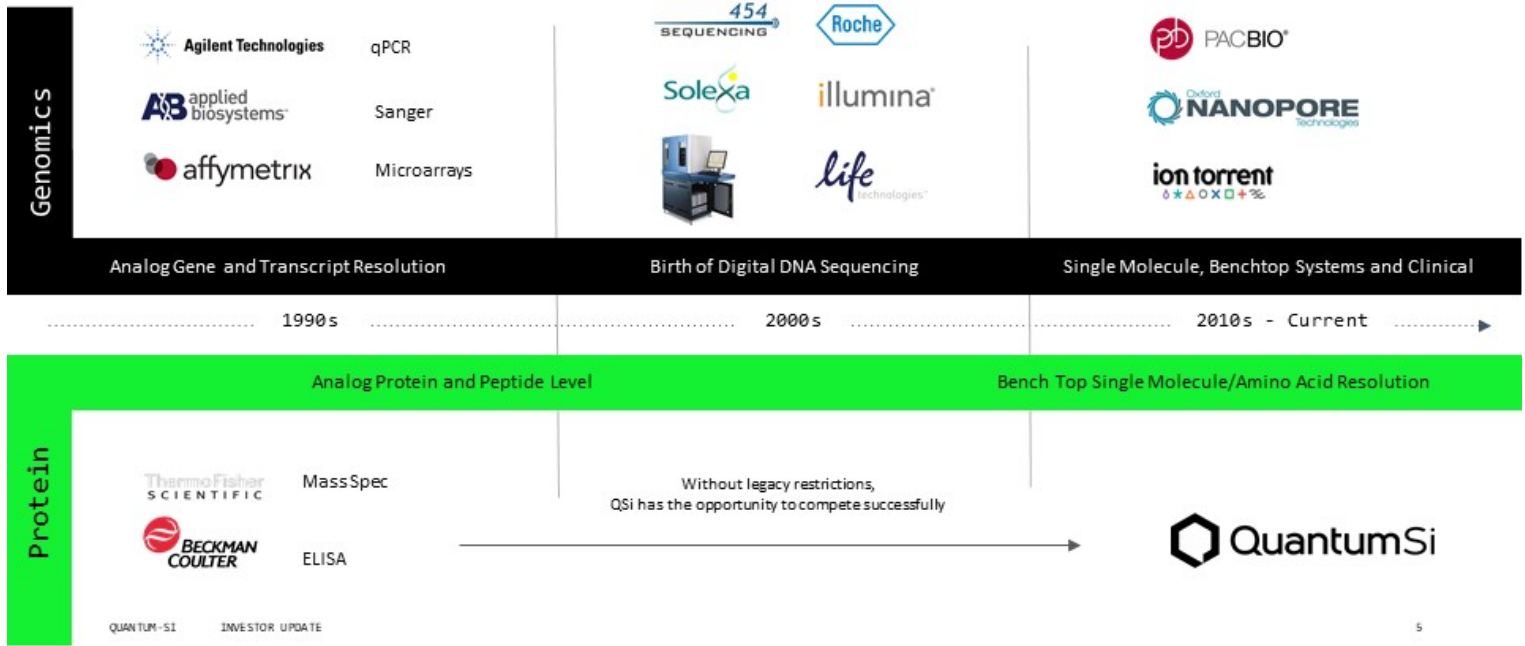 Genomics
Agilent Technologies
qPCR
AB applied biosystems™
Sanger
affymetrix
Microarrays
454
SEQUENCING
Roche
Solexa
illumina®
life
technologies™
PACBIO®
Oxford
NANOPORE
Technologies
ion torrent
Analog Gene and Transcript Resolution
Birth of Digital DNA Sequencing
Single Molecule, Benchtop Systems and Clinical
1990s
2000s
2010s - Current
Analog Protein and Peptide Level
Bench Top Single Molecule/Amino Acid Resolution
Protein
ThermoFisher
SCIENTIFIC
Mass Spec
BECKMAN
COULTER
ELISA
Without legacy restrictions,
QSi has the opportunity to compete successfully
QuantumSi
QUANTUM-SI INVESTOR UPDATE
5